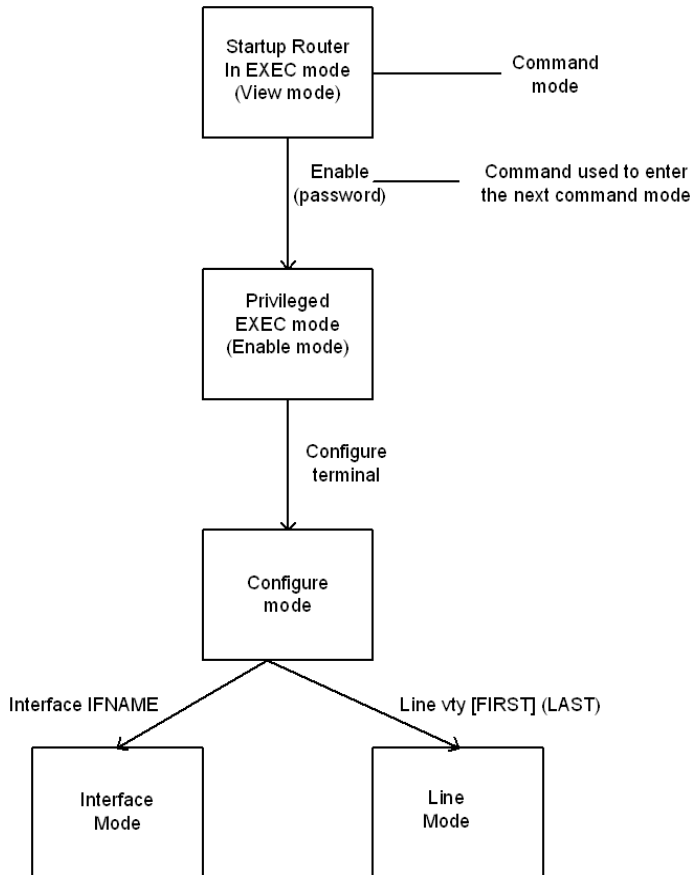 Startup Router
In EXEC mode
(View mode)
Command
mode
Enable
(password)
Command used to enter
the next command mode
Privileged
EXEC mode
(Enable mode)
Configure
terminal
Configure
mode
Interface IFNAME
Line vty [FIRST] (LAST)
Interface
Mode
Line
Mode